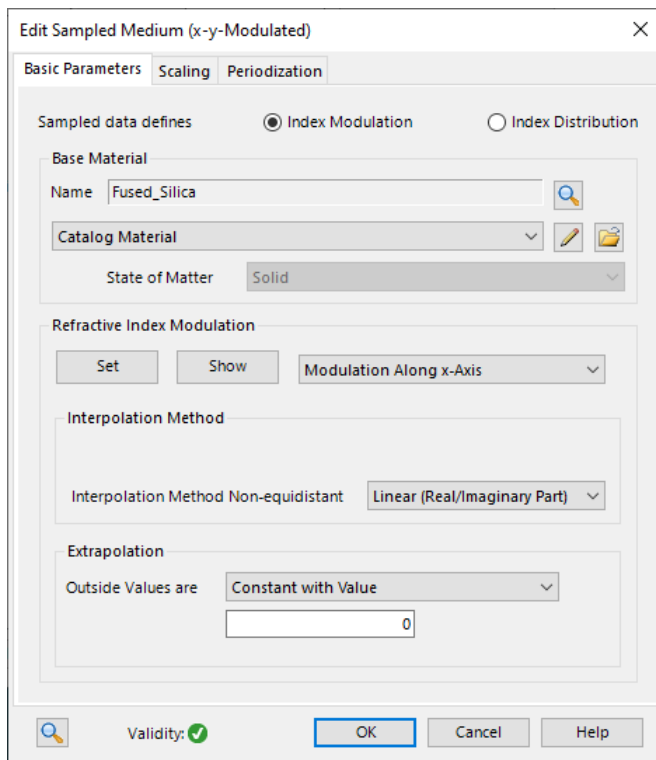 Edit Sampled Medium (x-y-Modulated)
Basic Parameters Scaling Periodization
Sampled data defines Index Modulation Index Distribution
Base Material
Name Fused_Silica
Catalog Material
State of Matter Solid
Refractive Index Modulation
Set Show Modulation Along x-Axis
Interpolation Method
Interpolation Method Non-equidistant Linear (Real/Imaginary Part)
Extrapolation
Outside Values are Constant with Value
0
Validity: OK Cancel Help